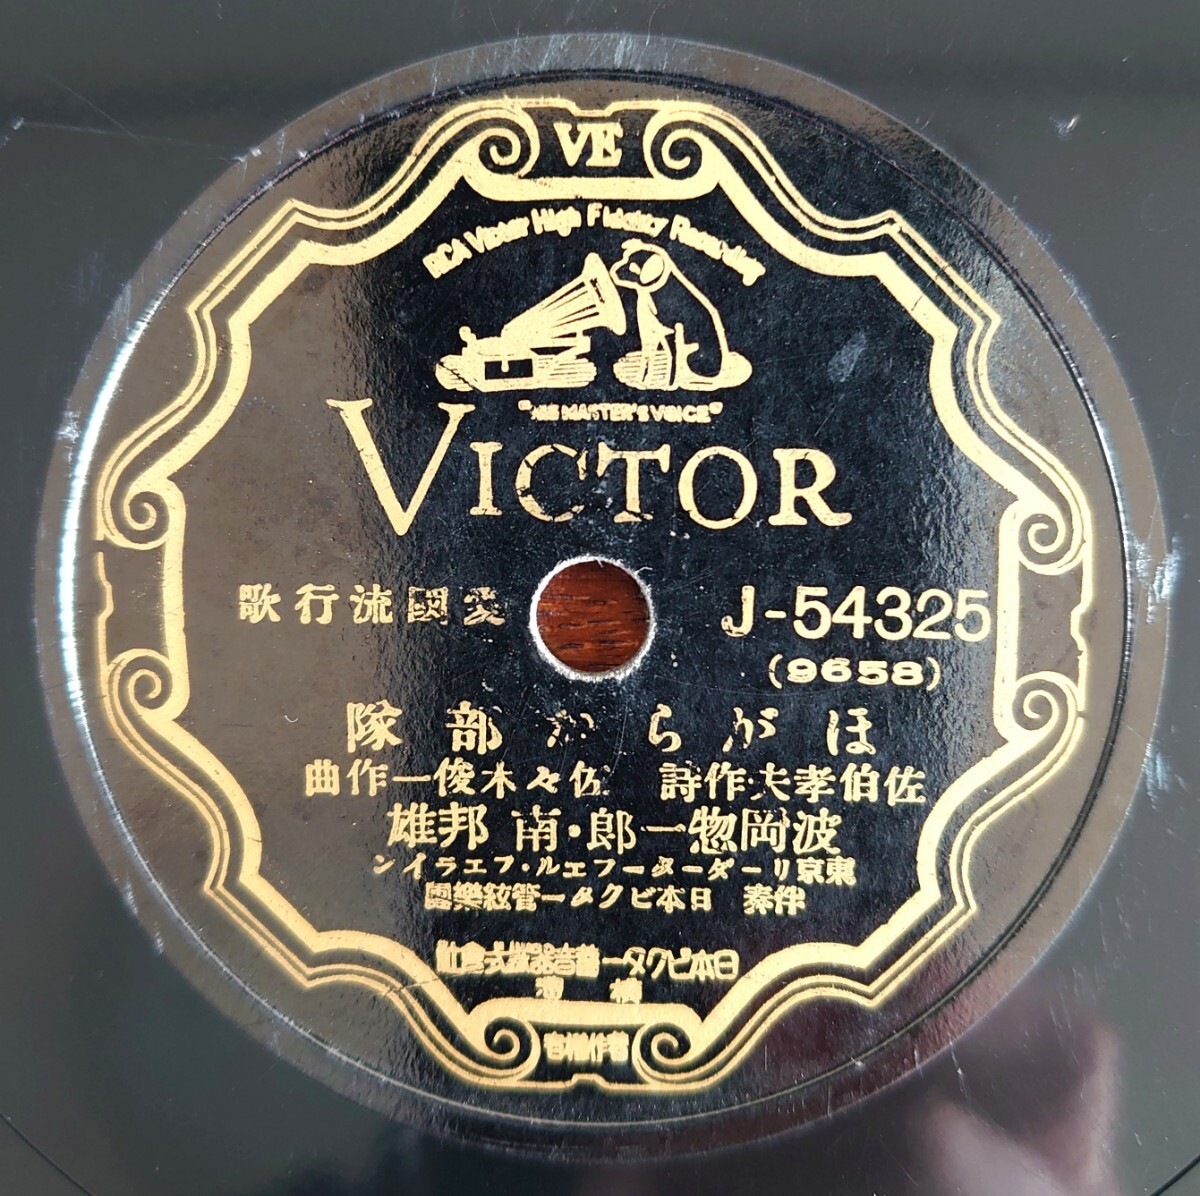 VE
RCA Victor High Fidelity Recording
"HIS MASTER'S VOICE"
VICTOR
愛國流行歌
J-54325
(9658)
ほがらか部隊
佐伯孝夫作詩 佐々木俊一作曲
波岡惣一郎・南邦雄
東京リーダーターフエル・フエライン
伴奏 日本ビクター管絃樂團
日本ビクター蓄音器株式會社
横濱